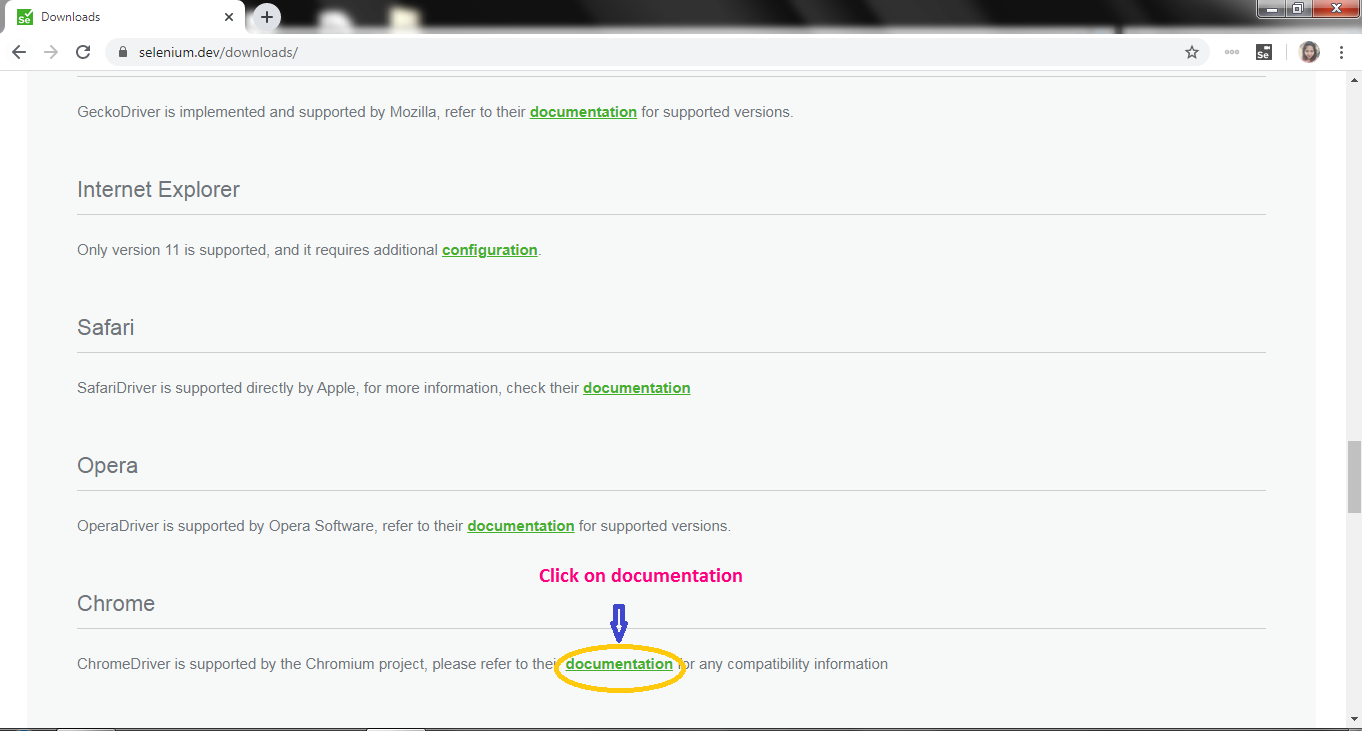 Downloads
selenium.dev/downloads/
GeckoDriver is implemented and supported by Mozilla, refer to their documentation for supported versions.
Internet Explorer
Only version 11 is supported, and it requires additional configuration.
Safari
SafariDriver is supported directly by Apple, for more information, check their documentation
Opera
OperaDriver is supported by Opera Software, refer to their documentation for supported versions.
Click on documentation
Chrome
ChromeDriver is supported by the Chromium project, please refer to their documentation for any compatibility information